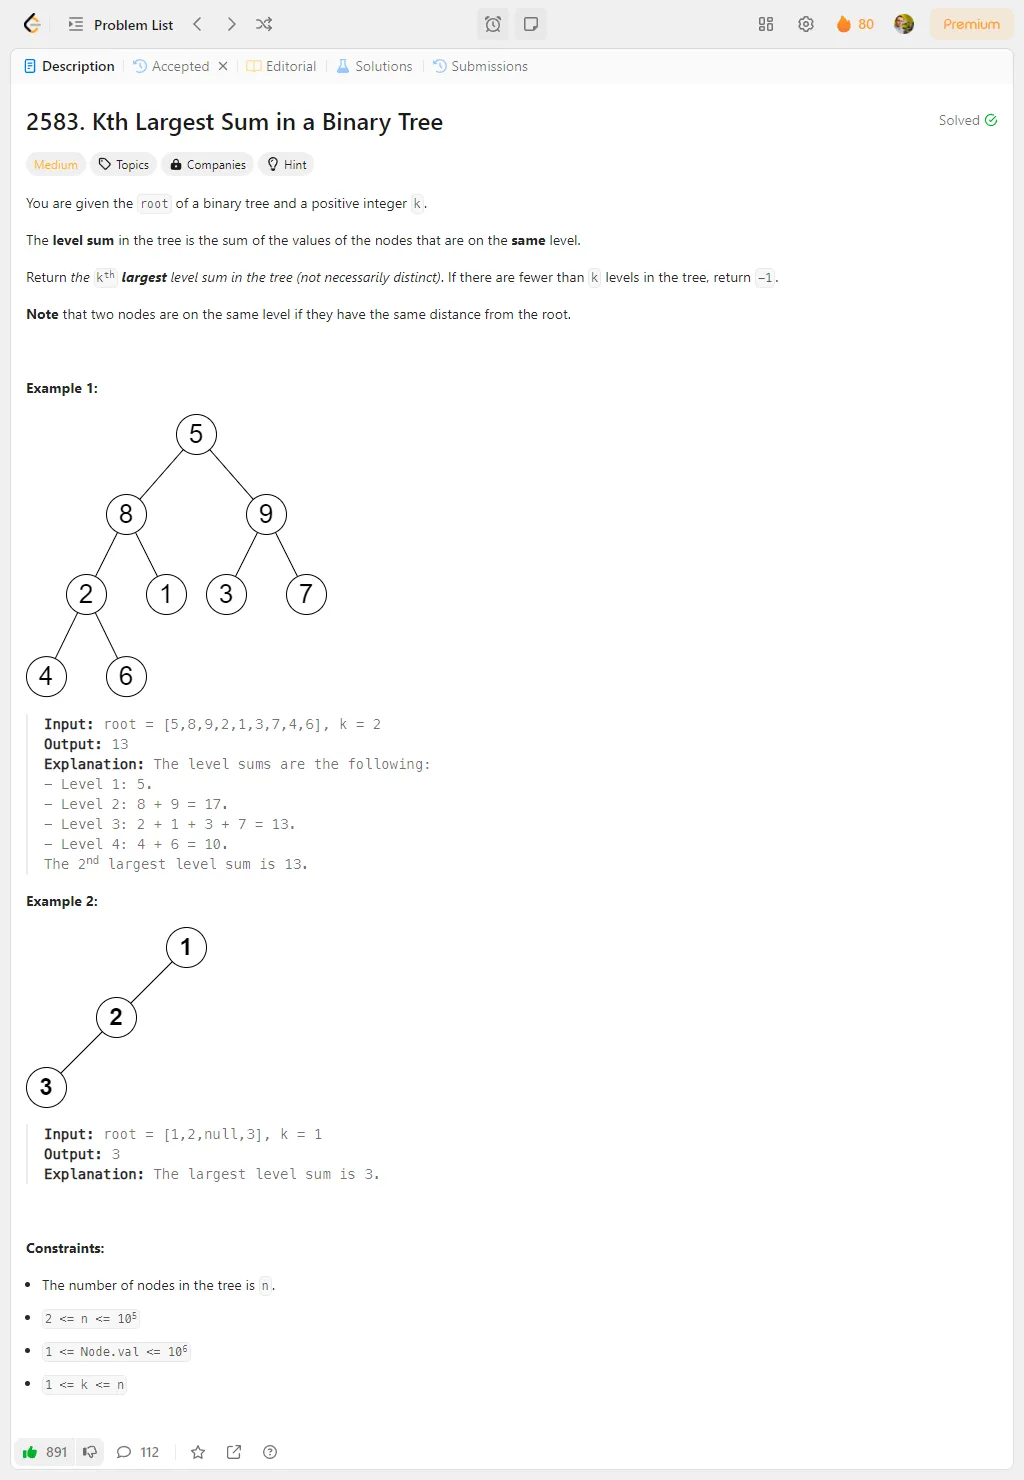 Problem List
80
Premium
Description
Accepted
Editorial
Solutions
Submissions
2583. Kth Largest Sum in a Binary Tree
Solved
Medium
Topics
Companies
Hint
You are given the root of a binary tree and a positive integer k.
The level sum in the tree is the sum of the values of the nodes that are on the same level.
Return the kth largest level sum in the tree (not necessarily distinct). If there are fewer than k levels in the tree, return -1.
Note that two nodes are on the same level if they have the same distance from the root.
Example 1:
5
8 9
2 1 3 7
4 6
Input: root = [5,8,9,2,1,3,7,4,6], k = 2
Output: 13
Explanation: The level sums are the following:
- Level 1: 5.
- Level 2: 8 + 9 = 17.
- Level 3: 2 + 1 + 3 + 7 = 13.
- Level 4: 4 + 6 = 10.
The 2nd largest level sum is 13.
Example 2:
1
2
3
Input: root = [1,2,null,3], k = 1
Output: 3
Explanation: The largest level sum is 3.
Constraints:
• The number of nodes in the tree is n.
• 2 <= n <= 10⁵
• 1 <= Node.val <= 10⁶
• 1 <= k <= n
891
112